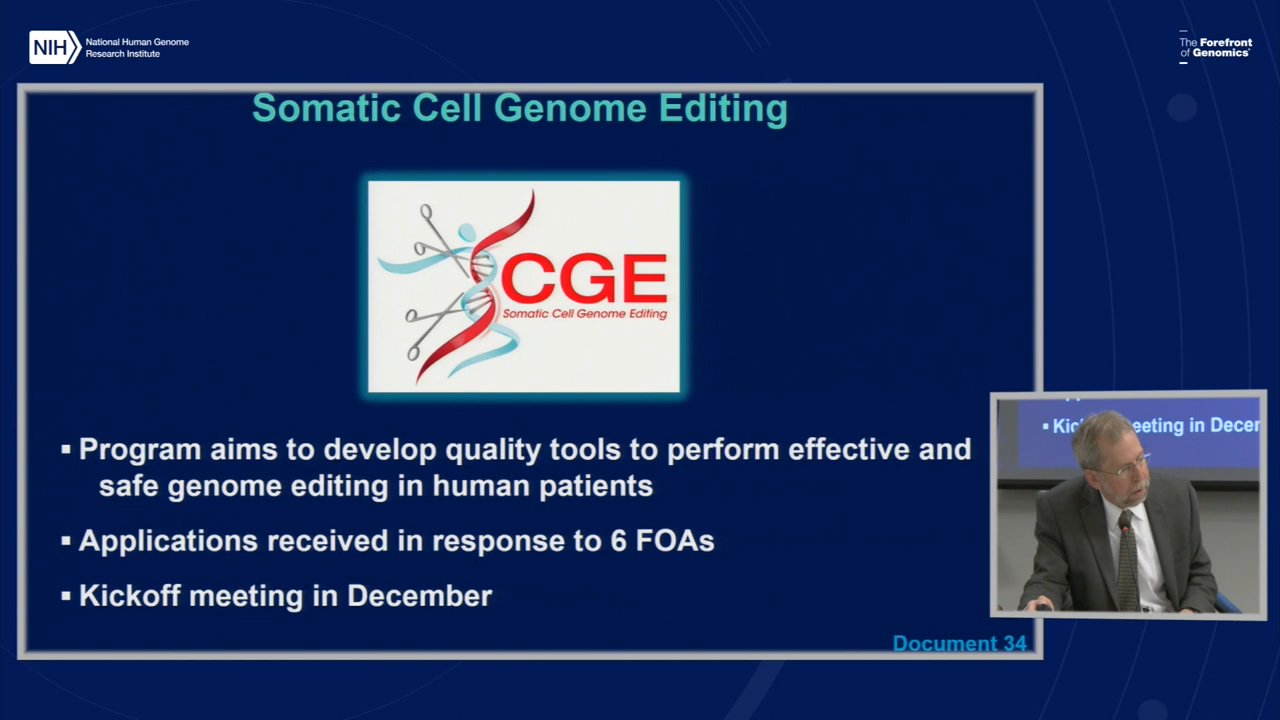 NIH
National Human Genome
Research Institute
The Forefront
of Genomics®
Somatic Cell Genome Editing
CGE
Somatic Cell Genome Editing
▪ Program aims to develop quality tools to perform effective and
safe genome editing in human patients
▪ Applications received in response to 6 FOAs
▪ Kickoff meeting in December
Document 34
▪ Kic eeting in Decer